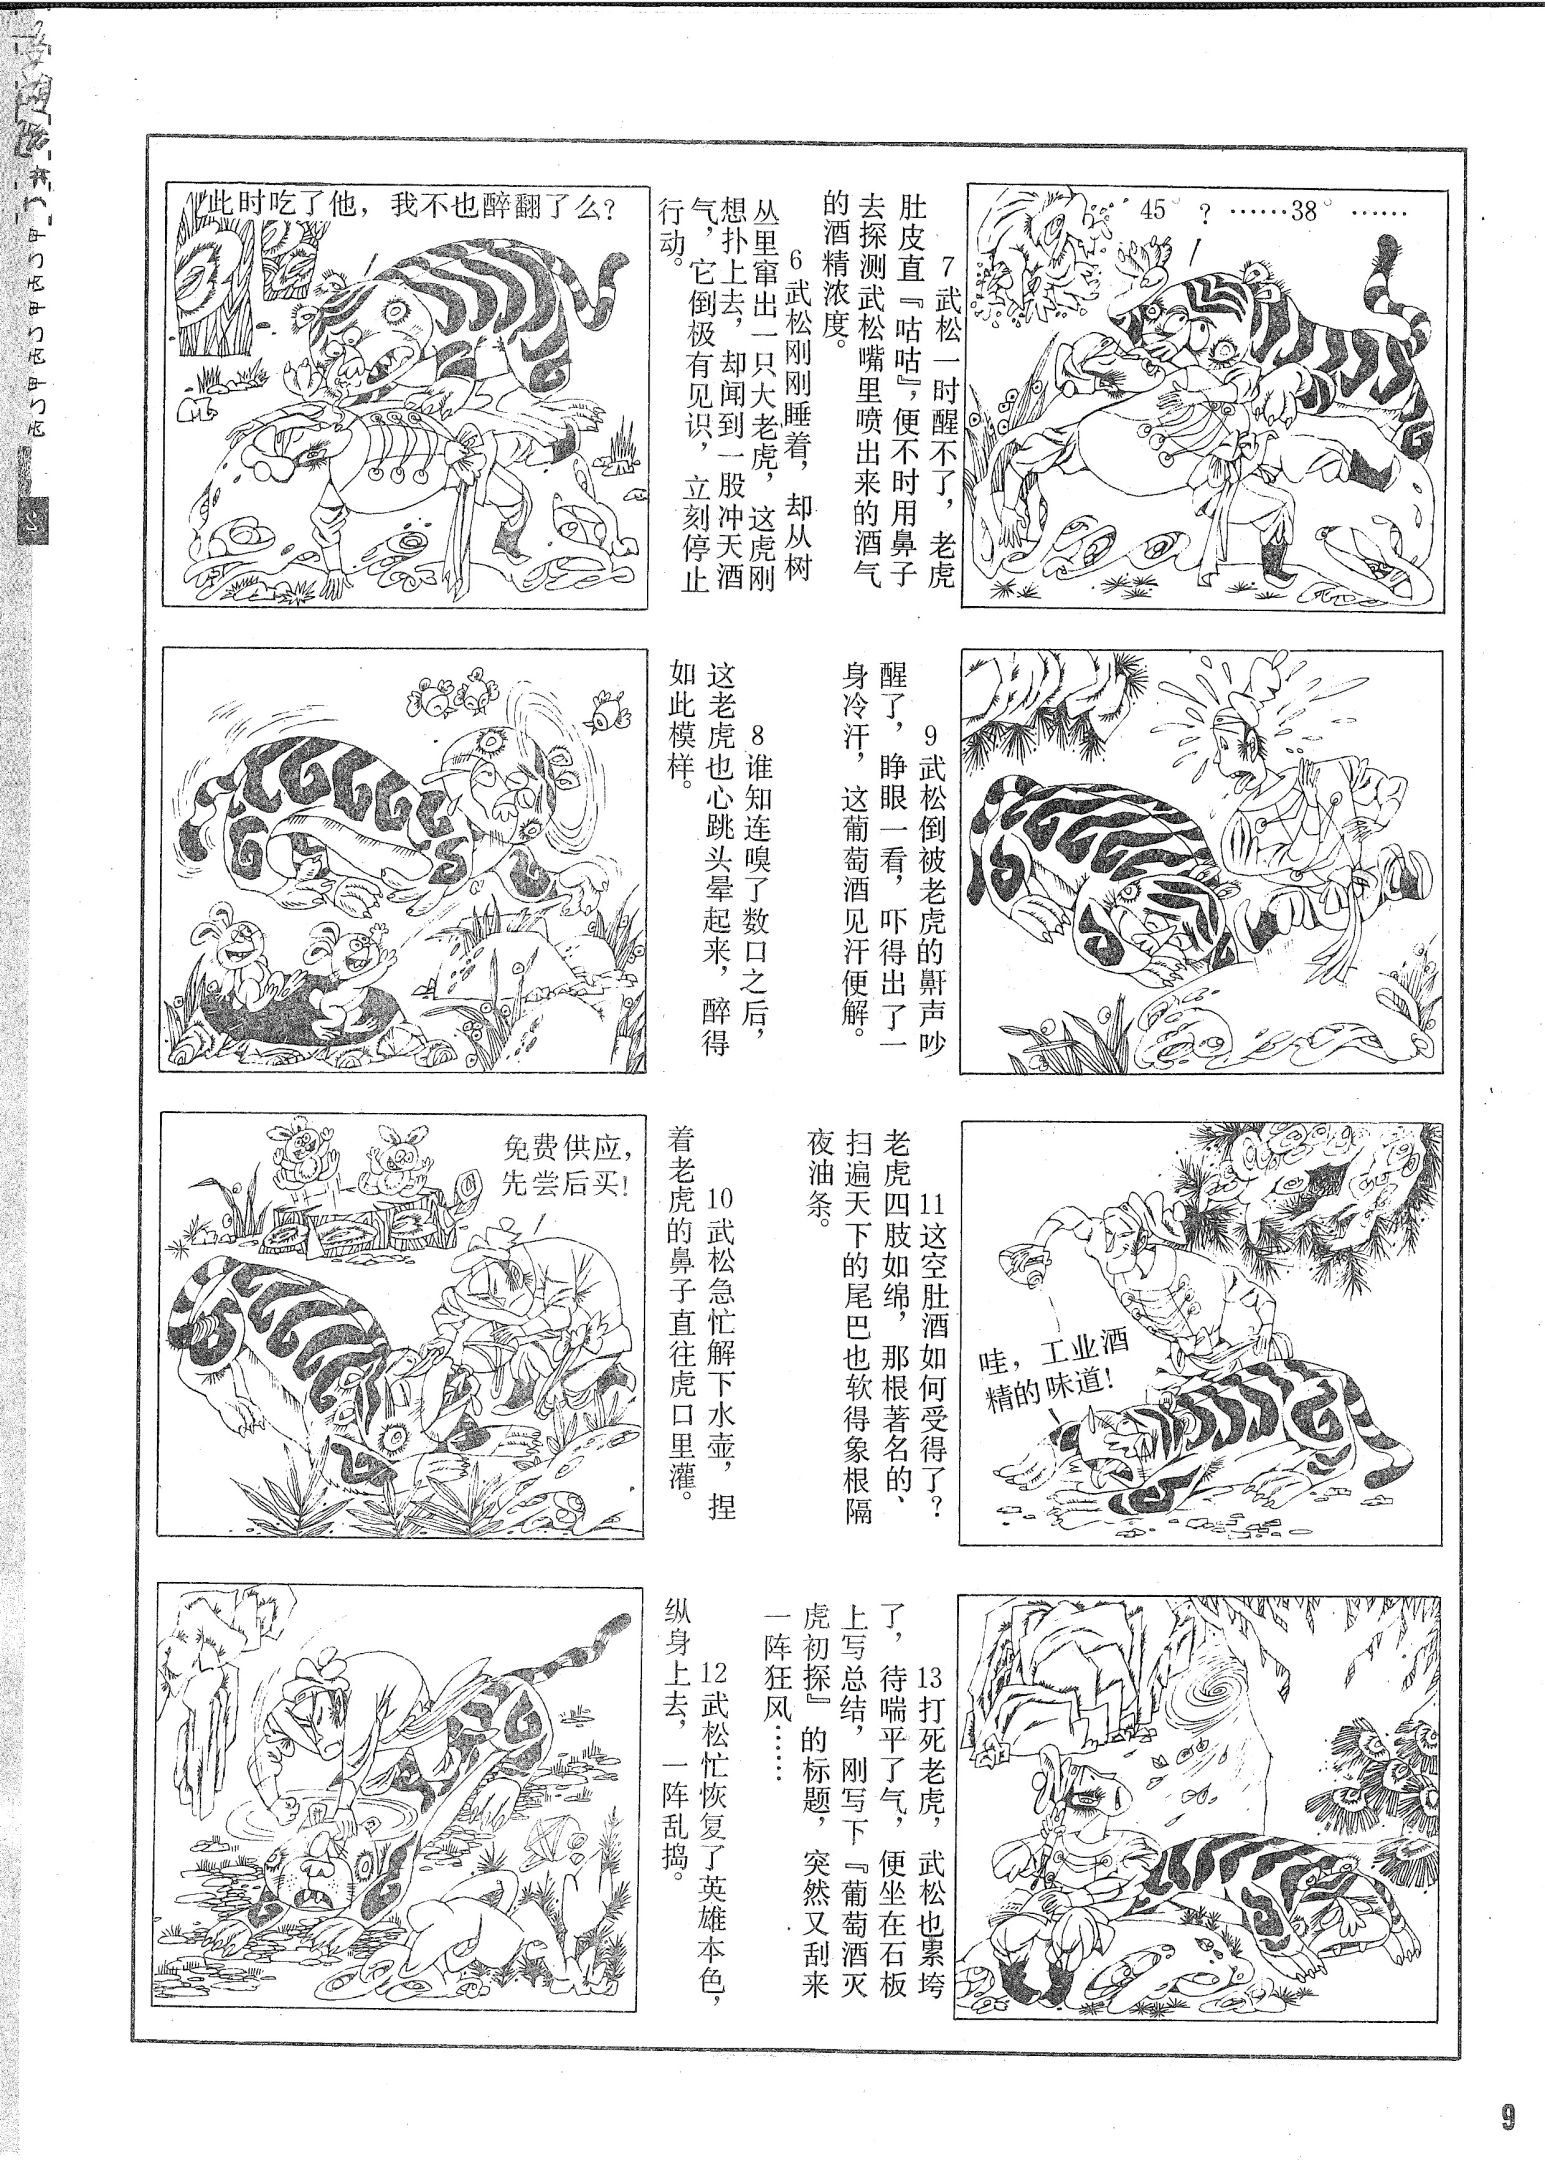 此时吃了他，我不也醉翻了么？
6武松刚刚睡着，却从树
丛里窜出一只大老虎，这虎刚
想扑上去，却闻到一股冲天酒
气，它倒极有见识，立刻停止
行动。
45°？……38°……
7武松一时醒不了，老虎
肚皮直『咕咕』，便不时用鼻子
去探测武松嘴里喷出来的酒气
的酒精浓度。
8谁知连嗅了数口之后，
这老虎也心跳头晕起来，醉得
如此模样。
9武松倒被老虎的鼾声吵
醒了，睁眼一看，吓得出了一
身冷汗，这葡萄酒见汗便解。
免费供应，
先尝后买！
10武松急忙解下水壶，捏
着老虎的鼻子直往虎口里灌。
哇，工业酒
精的味道！
11这空肚酒如何受得了？
老虎四肢如绵，那根著名的、
扫遍天下的尾巴也软得象根隔
夜油条。
12武松忙恢复了英雄本色，
纵身上去，一阵乱捣。
13打死老虎，武松也累垮
了，待喘平了气，便坐在石板
上写总结，刚写下『葡萄酒灭
虎初探』的标题，突然又刮来
一阵狂风……
9